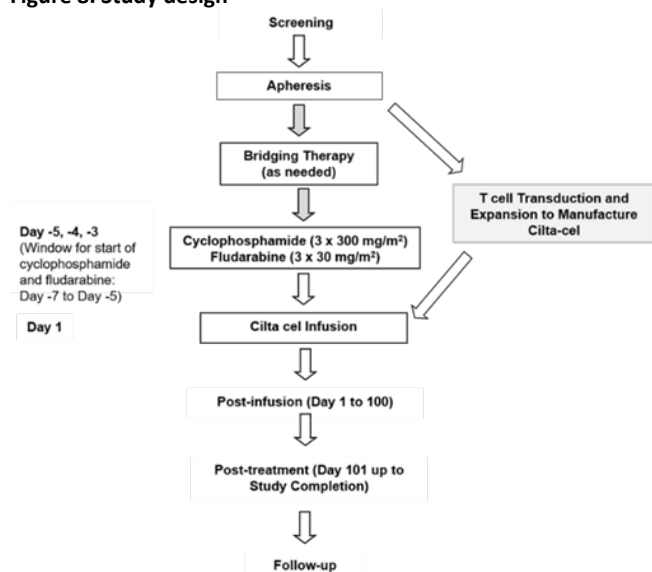 Figure 8. Study design
Screening
Apheresis
Bridging Therapy
(as needed)
T cell Transduction and
Expansion to Manufacture
Cilta-cel
Day -5, -4, -3
(Window for start of
cyclophosphamide
and fludarabine:
Day -7 to Day -5)
Cyclophosphamide (3 x 300 mg/m²)
Fludarabine (3 x 30 mg/m²)
Day 1
Cilta cel Infusion
Post-infusion (Day 1 to 100)
Post-treatment (Day 101 up to
Study Completion)
Follow-up